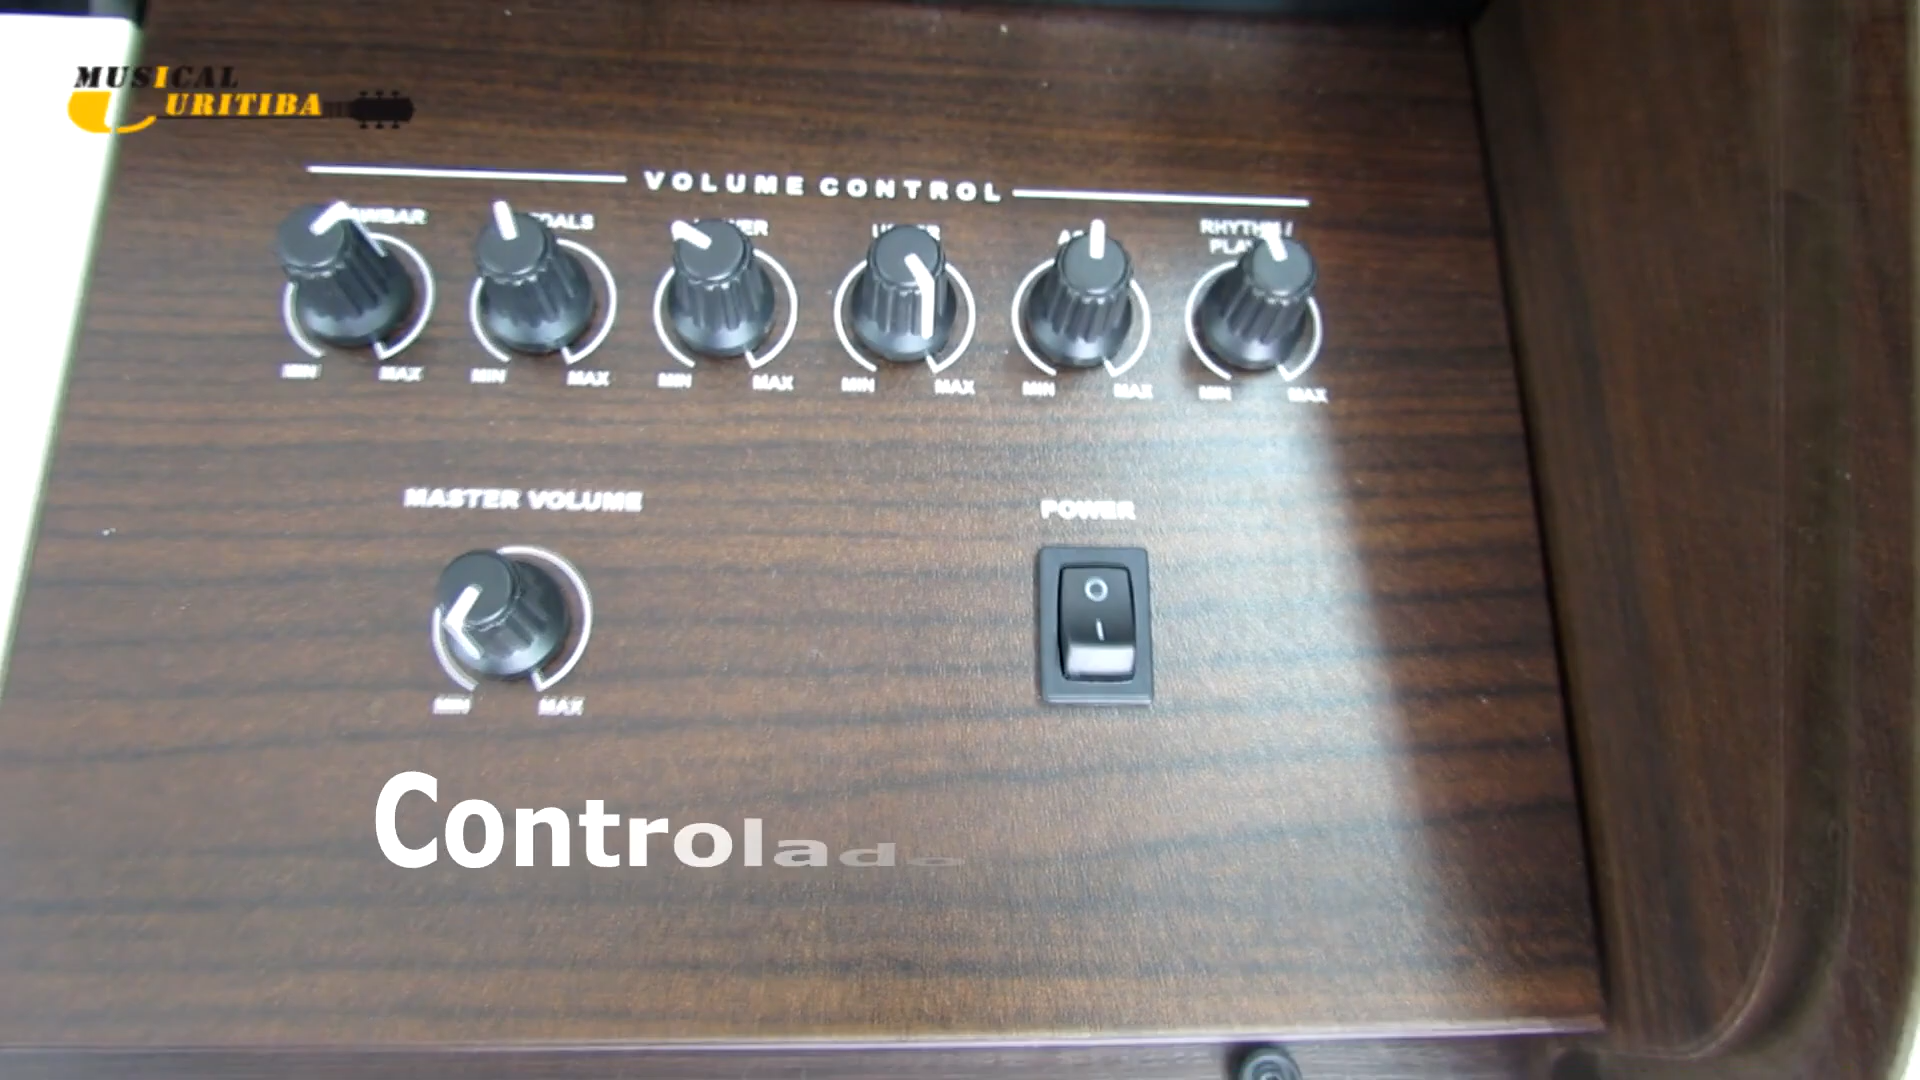 MUSICAL
CURITIBA
VOLUME CONTROL
RHYTHM/
MIN MAX MIN MAX MIN MAX MIN MAX MIN MAX MIN MAX
MASTER VOLUME
POWER
MIN MAX
Controlado